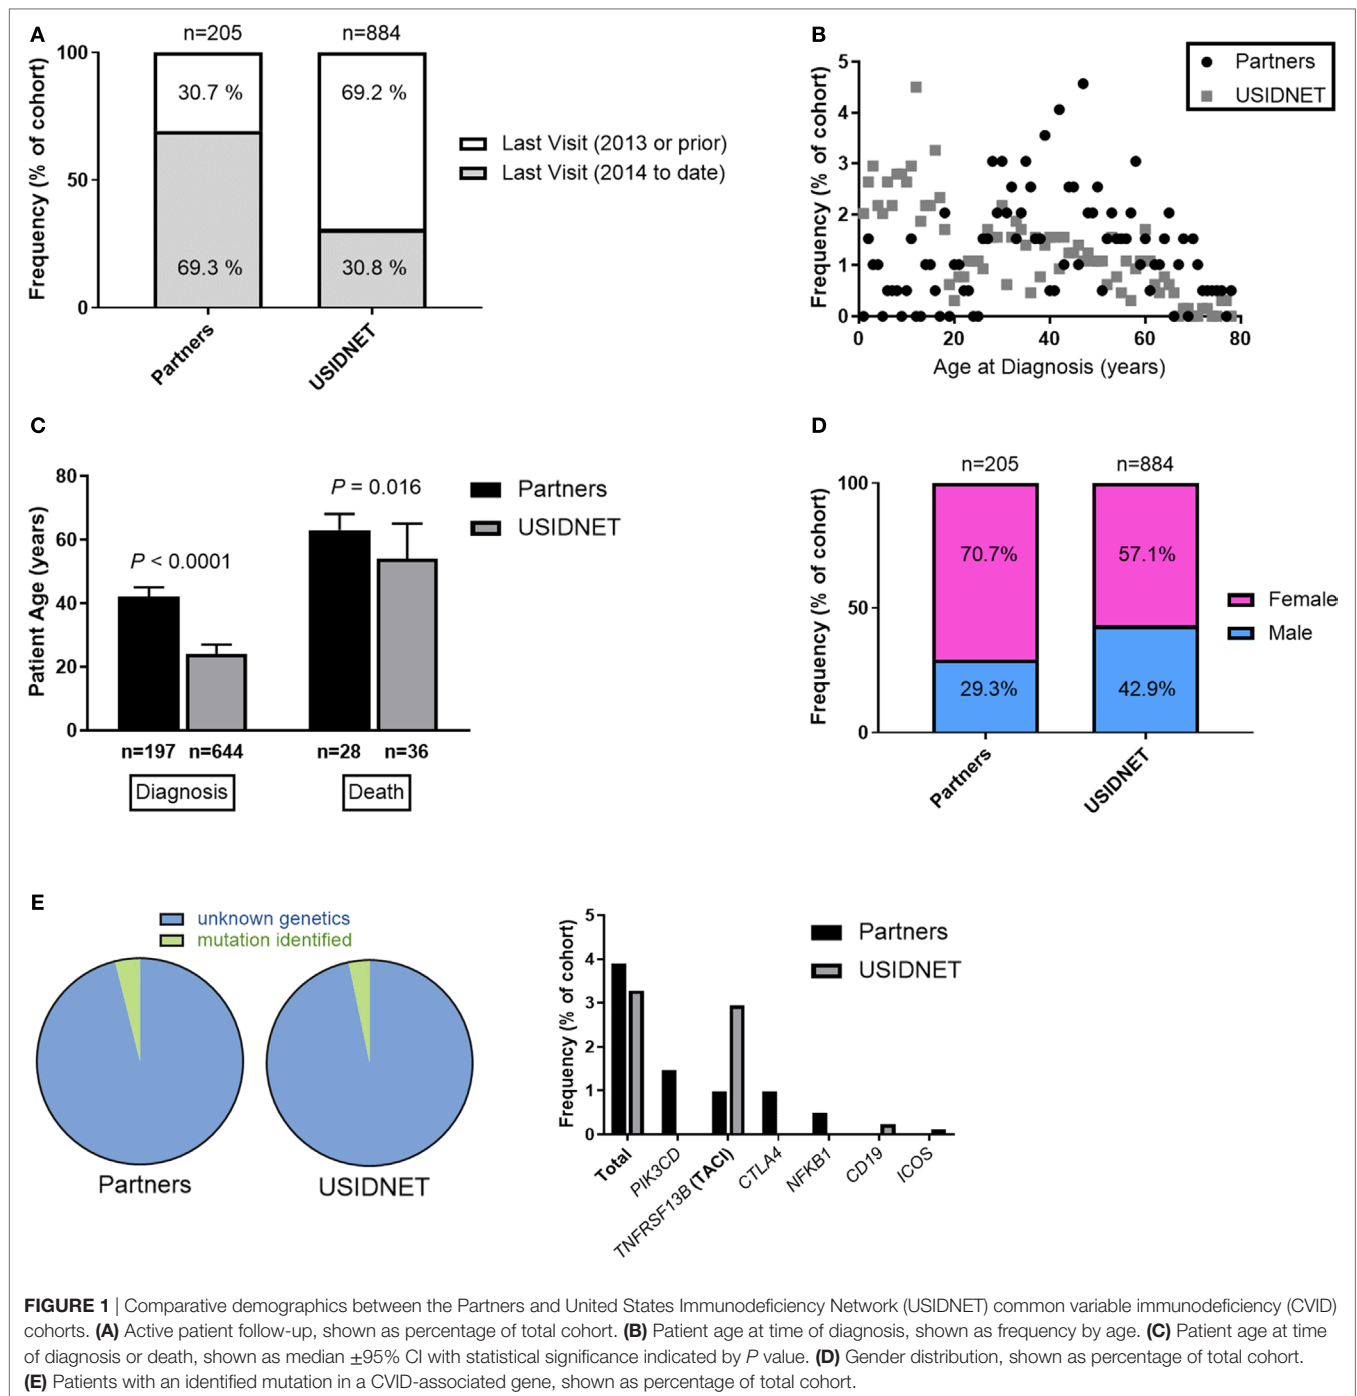 A
n=205 n=884
100
50
0
Frequency (% of cohort)
30.7 %
69.2 %
69.3 %
30.8 %
Partners
USIDNET
Last Visit (2013 or prior)
Last Visit (2014 to date)
B
Partners
USIDNET
5
4
3
2
1
0
Frequency (% of cohort)
0 20 40 60 80
Age at Diagnosis (years)
C
80
60
40
20
0
Patient Age (years)
P < 0.0001
P = 0.016
Partners
USIDNET
n=197 n=644 n=28 n=36
Diagnosis Death
D
n=205 n=884
100
50
0
Frequency (% of cohort)
70.7%
57.1%
29.3%
42.9%
Partners
USIDNET
Female
Male
E
unknown genetics
mutation identified
Partners
USIDNET
5
4
3
2
1
0
Frequency (% of cohort)
Partners
USIDNET
Total
PIK3CD
TNFRSF13B (TACI)
CTLA4
NFKB1
CD19
ICOS
FIGURE 1 | Comparative demographics between the Partners and United States Immunodeficiency Network (USIDNET) common variable immunodeficiency (CVID)
cohorts. (A) Active patient follow-up, shown as percentage of total cohort. (B) Patient age at time of diagnosis, shown as frequency by age. (C) Patient age at time
of diagnosis or death, shown as median ±95% CI with statistical significance indicated by P value. (D) Gender distribution, shown as percentage of total cohort.
(E) Patients with an identified mutation in a CVID-associated gene, shown as percentage of total cohort.